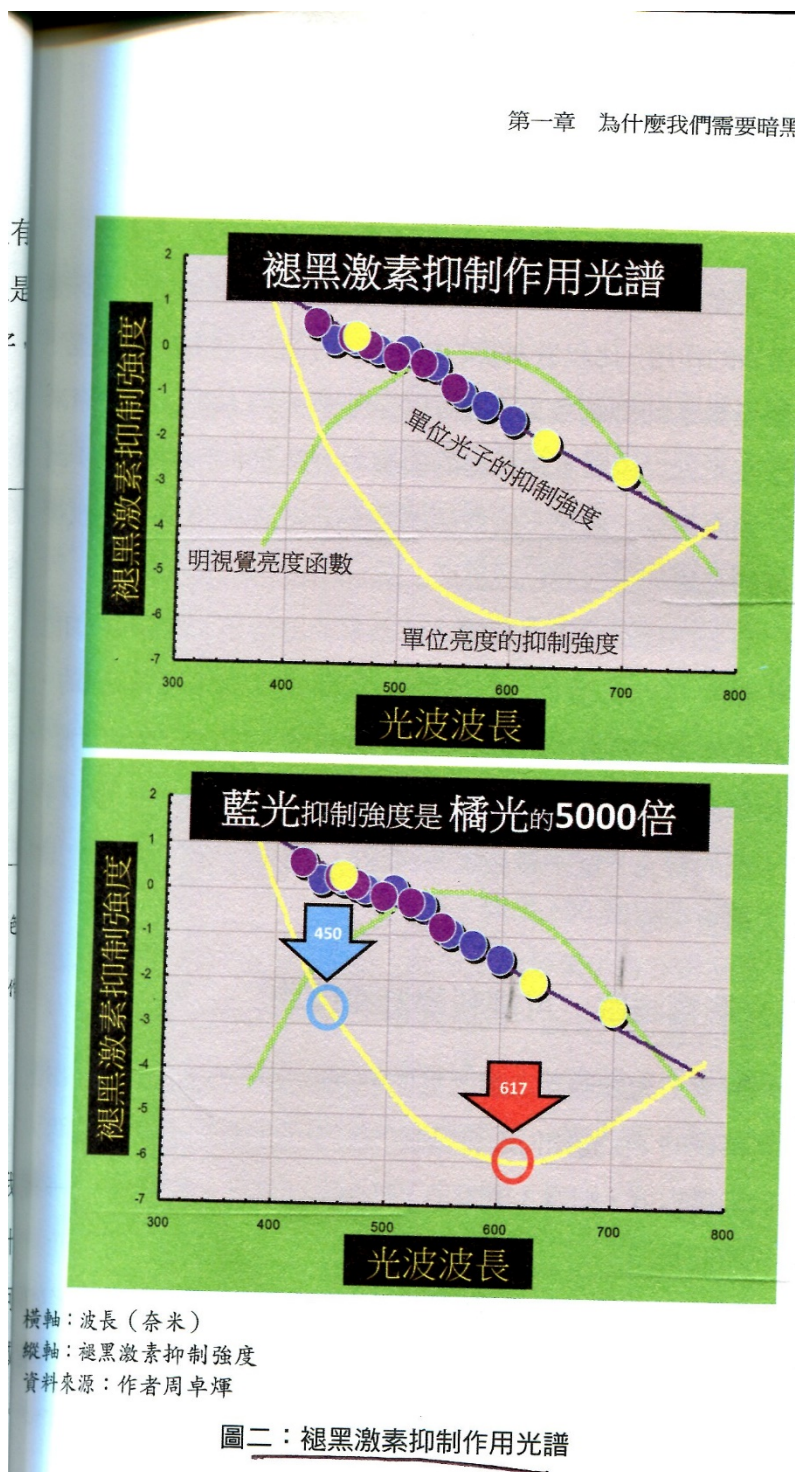 第一章 為什麼我們需要暗黑
有
是
褪黑激素抑制作用光譜
褪黑激素抑制強度
2
1
0
-1
-2
-3
-4
-5
-6
-7
單位光子的抑制強度
明視覺亮度函數
單位亮度的抑制強度
300 400 500 600 700 800
光波波長
藍光抑制強度是 橘光的5000倍
褪黑激素抑制強度
2
1
0
-1
-2
-3
-4
-5
-6
-7
450
617
300 400 500 600 700 800
光波波長
橫軸：波長（奈米）
縱軸：褪黑激素抑制強度
資料來源：作者周卓煇
圖二：褪黑激素抑制作用光譜